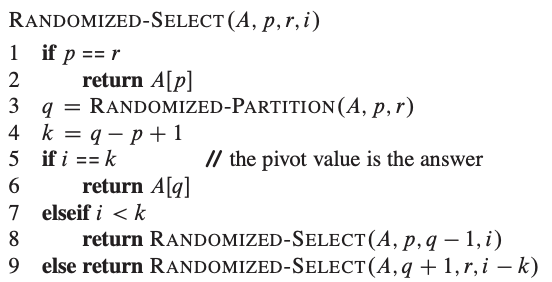 RANDOMIZED-SELECT(A, p, r, i)
1 if p == r
2 return A[p]
3 q = RANDOMIZED-PARTITION(A, p, r)
4 k = q − p + 1
5 if i == k // the pivot value is the answer
6 return A[q]
7 elseif i < k
8 return RANDOMIZED-SELECT(A, p, q − 1, i)
9 else return RANDOMIZED-SELECT(A, q + 1, r, i − k)